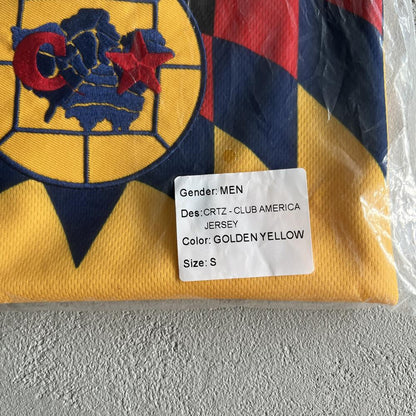 C
Gender: MEN
Des: CRTZ - CLUB AMERICA
JERSEY
Color: GOLDEN YELLOW
Size: S